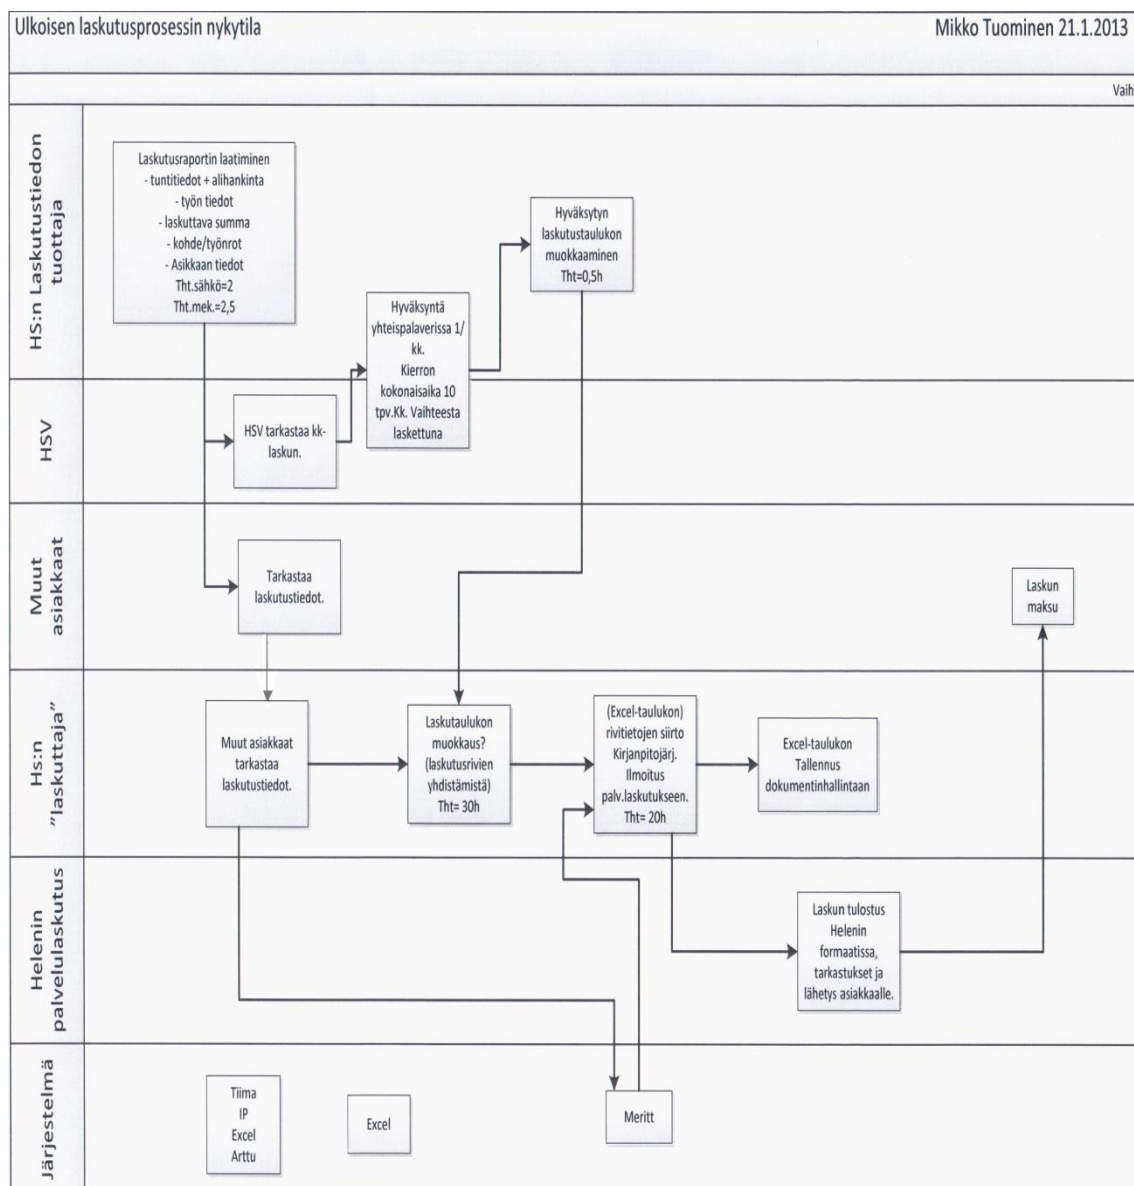 Ulkoisen laskutusprosessin nykytila
Mikko Tuominen 21.1.2013
Vaih
HS:n Laskutustiedon
tuottaja
Laskutusraportin laatiminen
- tuntitiedot + alihankinta
- työn tiedot
- laskuttava summa
- kohde/työnrot
- Asikkaan tiedot
Tht.sähkö=2
Tht.mek.=2,5
Hyväksyntä
yhteispalaverissa 1/
kk.
Kierron
kokonaisaika 10
tpv.Kk. Vaihteesta
laskettuna
Hyväksytyn
laskutustaulukon
muokkaaminen
Tht=0,5h
HSV
HSV tarkastaa kk-
laskun.
Muut
asiakkaat
Tarkastaa
laskutustiedot.
Laskun
maksu
Hs:n
"laskuttaja"
Muut asiakkaat
tarkastaa
laskutustiedot.
Laskutaulukon
muokkaus?
(laskutusrivien
yhdistämistä)
Tht= 30h
(Excel-taulukon)
rivitietojen siirto
Kirjanpitojärj.
Ilmoitus
palv.laskutukseen.
Tht= 20h
Excel-taulukon
Tallennus
dokumentinhallintaan
Helenin
palvelulaskutus
Laskun tulostus
Helenin
formaatissa,
tarkastukset ja
lähetys asiakkaalle.
Järjestelmä
Tiima
IP
Excel
Arttu
Excel
Meritt